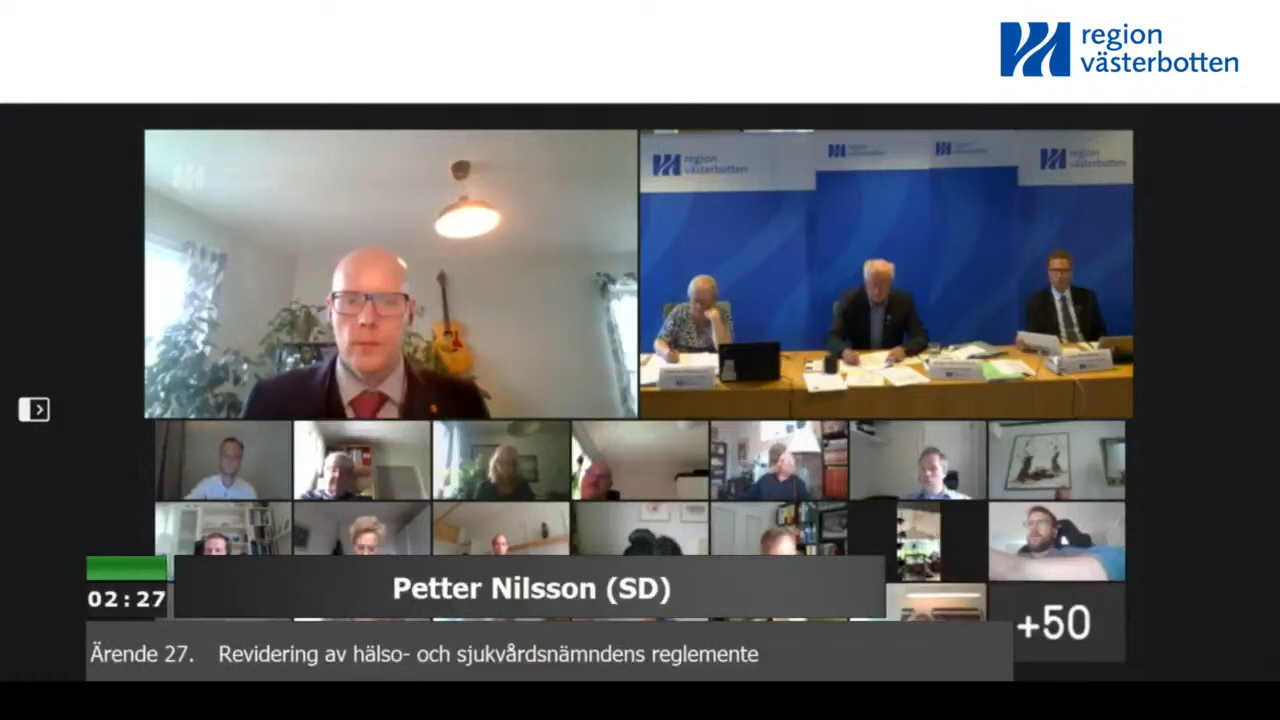 region
västerbotten
region
västerbotten
region
västerbotten
+50
Petter Nilsson (SD)
02:27
Ärende 27. Revidering av hälso- och sjukvårdsnämndens reglemente